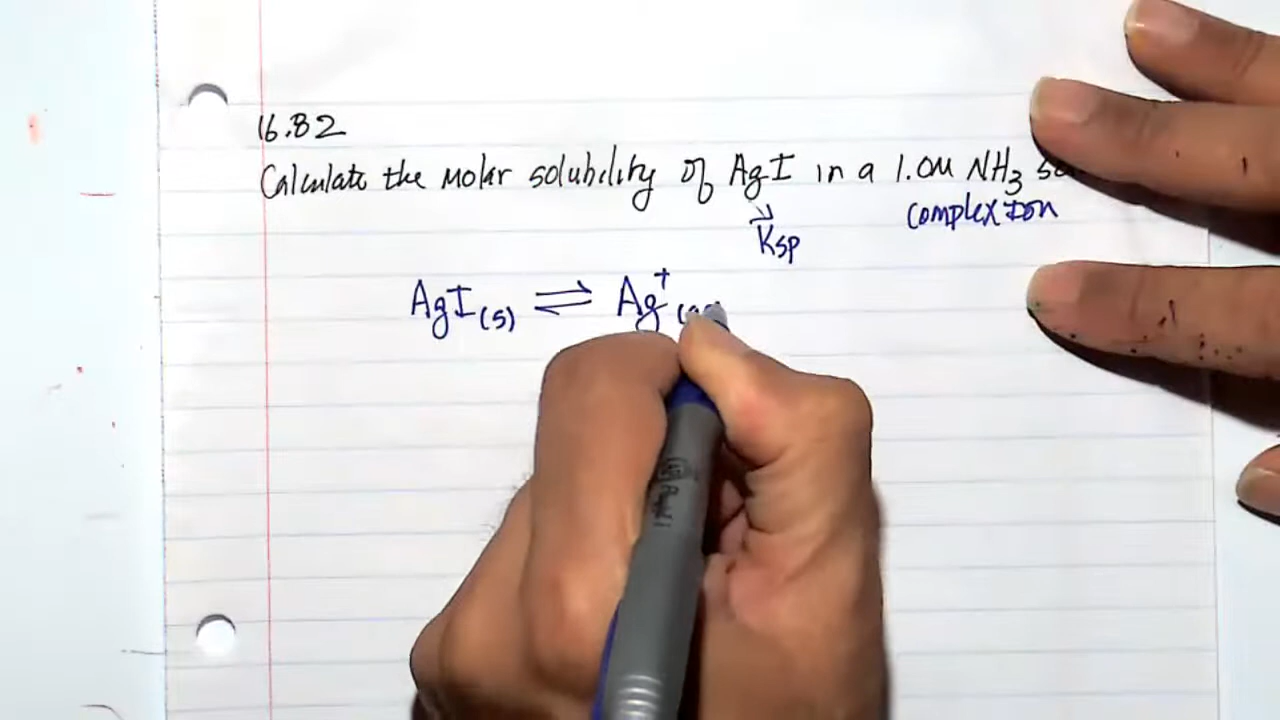 16.82
Calculate the molar solubility of AgI in a 1.0M NH3
Ksp complex ion
AgI(s) ⇌ Ag+